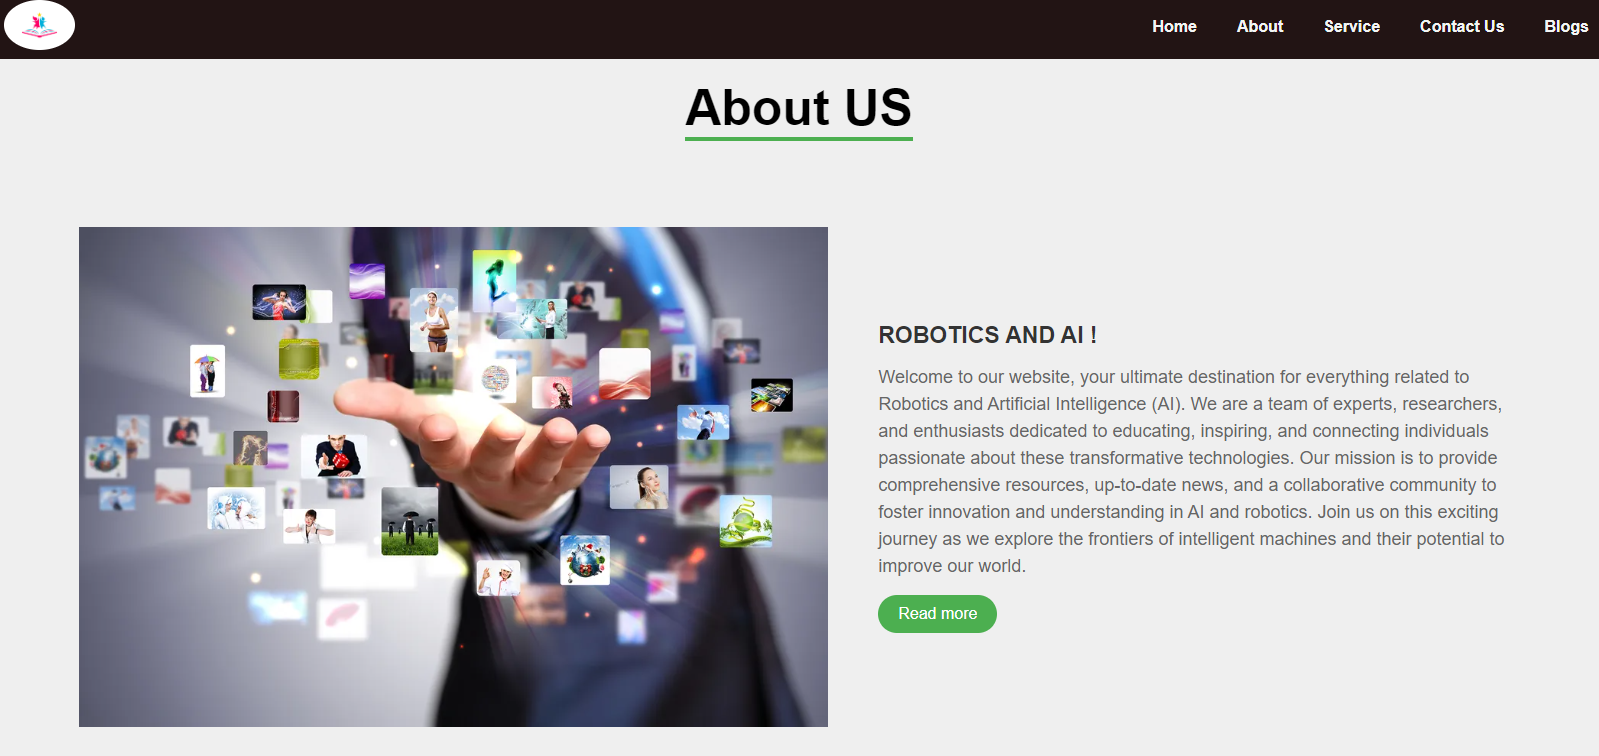 Home About Service Contact Us Blogs
About US
ROBOTICS AND AI !
Welcome to our website, your ultimate destination for everything related to
Robotics and Artificial Intelligence (AI). We are a team of experts, researchers,
and enthusiasts dedicated to educating, inspiring, and connecting individuals
passionate about these transformative technologies. Our mission is to provide
comprehensive resources, up-to-date news, and a collaborative community to
foster innovation and understanding in AI and robotics. Join us on this exciting
journey as we explore the frontiers of intelligent machines and their potential to
improve our world.
Read more